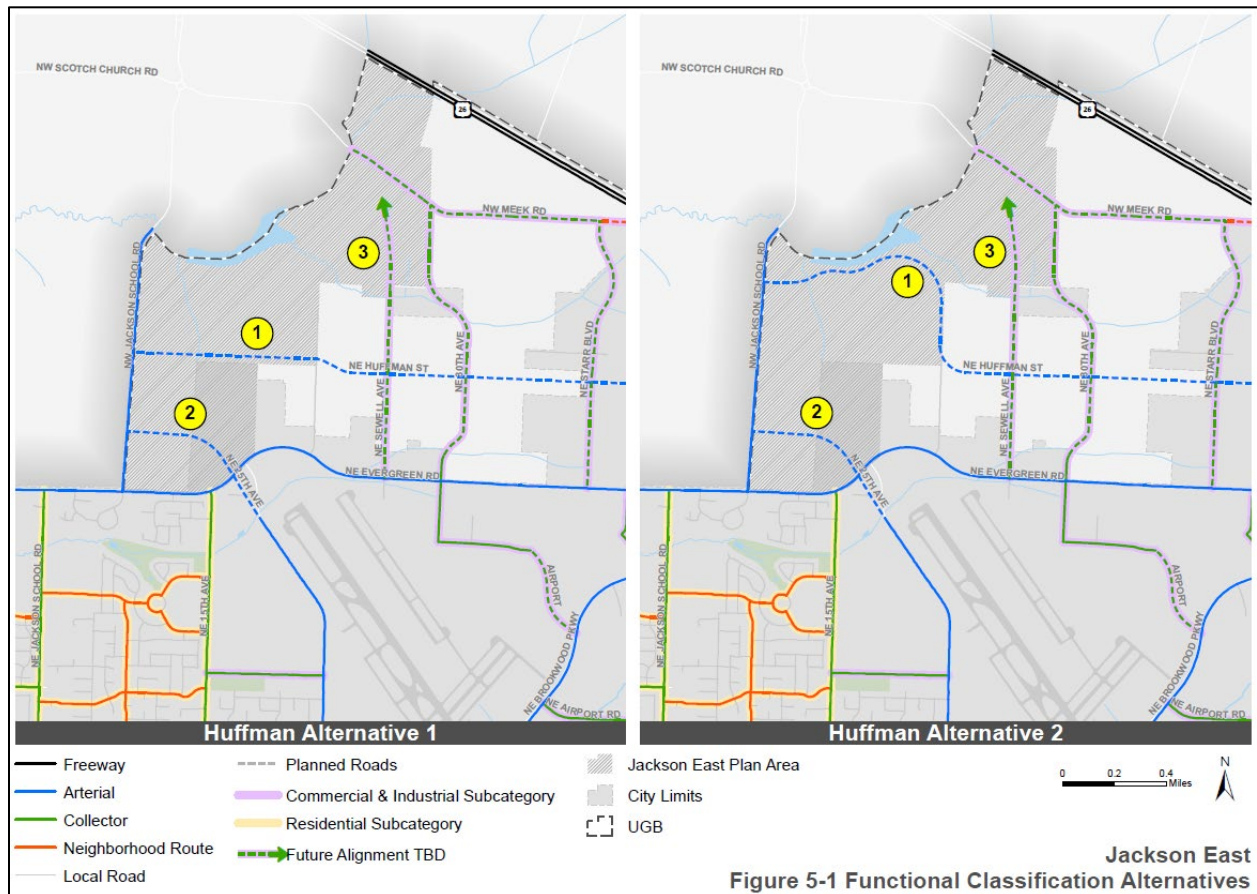 NW SCOTCH CHURCH RD
26
NW MEEK RD
NW JACKSON SCHOOL RD
3
1
NE HUFFMAN ST
NE SEWELL AVE
NE 30TH AVE
NE STARR BLVD
2
NE 25TH AVE
NE EVERGREEN RD
NE JACKSON SCHOOL RD
NE 15TH AVE
AIRPORT
NE BROOKWOOD PKWY
NE AIRPORT RD
Huffman Alternative 1
NW SCOTCH CHURCH RD
26
NW MEEK RD
NW JACKSON SCHOOL RD
3
1
NE HUFFMAN ST
NE SEWELL AVE
NE 30TH AVE
NE STARR BLVD
2
NE 25TH AVE
NE EVERGREEN RD
NE JACKSON SCHOOL RD
NE 15TH AVE
AIRPORT
NE BROOKWOOD PKWY
NE AIRPORT RD
Huffman Alternative 2
Freeway
Arterial
Collector
Neighborhood Route
Local Road
Planned Roads
Commercial & Industrial Subcategory
Residential Subcategory
Future Alignment TBD
Jackson East Plan Area
City Limits
UGB
0 0.2 0.4
Miles
N
Jackson East
Figure 5-1 Functional Classification Alternatives